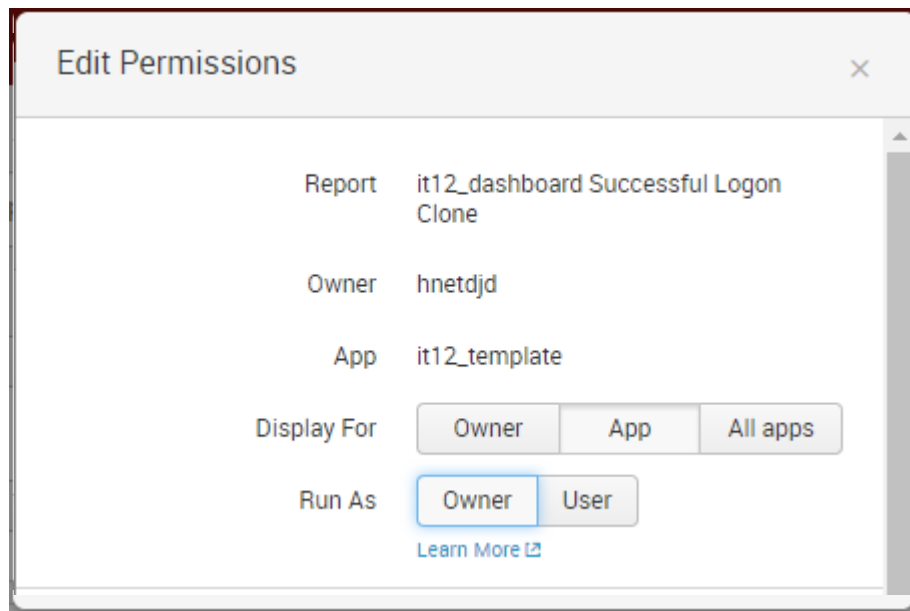 Edit Permissions
×
Report it12_dashboard Successful Logon
Clone
Owner hnetdjd
App it12_template
Display For Owner App All apps
Run As Owner User
Learn More